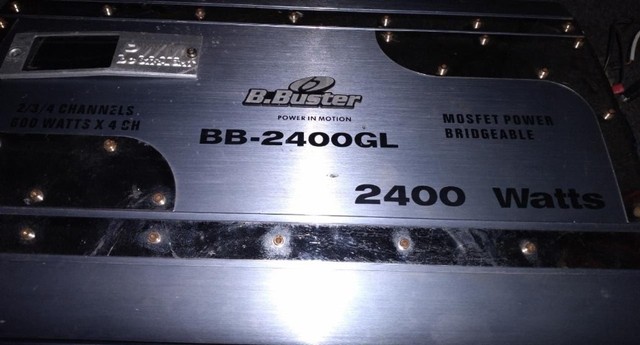 B.Buster
POWER IN MOTION
BB-2400GL
2/3/4 CHANNELS
600 WATTS X 4 CH
MOSFET POWER
BRIDGEABLE
2400 Watts